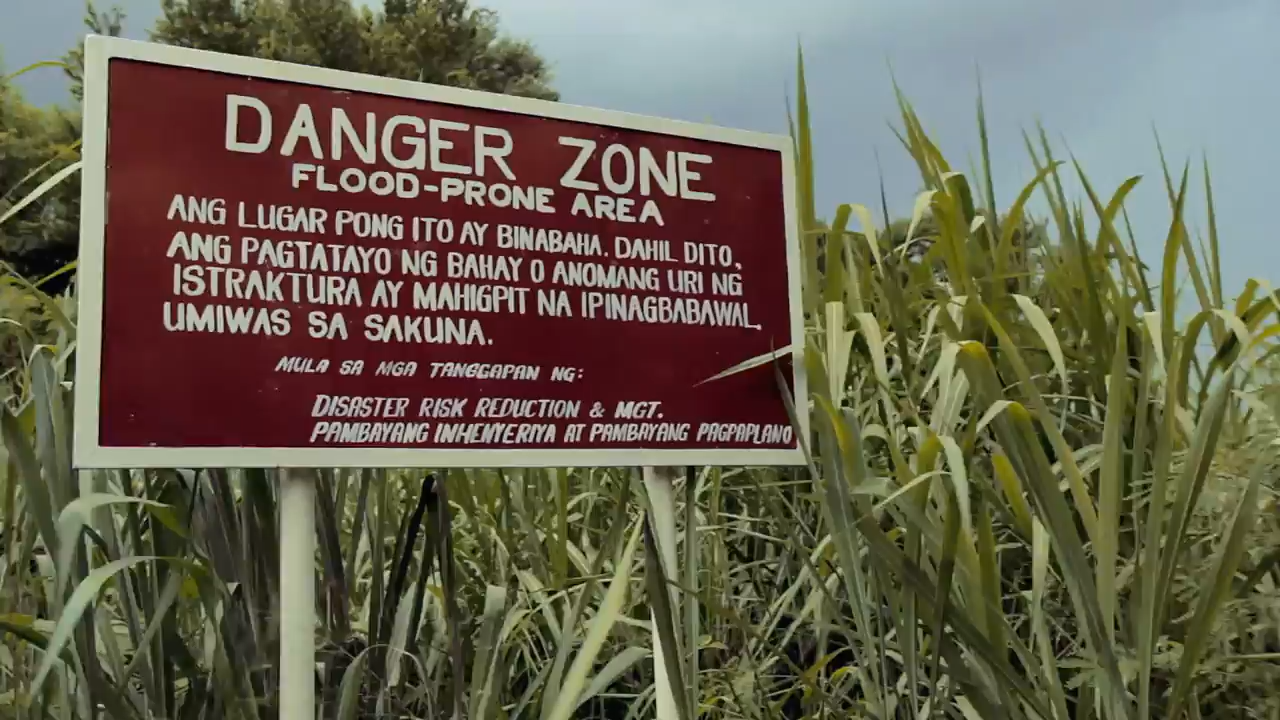 DANGER ZONE
FLOOD-PRONE AREA
ANG LUGAR PONG ITO AY BINABAHA. DAHIL DITO,
ANG PAGTATAYO NG BAHAY O ANOMANG URI NG
ISTRAKTURA AY MAHIGPIT NA IPINAGBABAWAL.
UMIWAS SA SAKUNA.
MULA SA MGA TANGGAPAN NG:
DISASTER RISK REDUCTION & MGT.
PAMBAYANG INHENYERIYA AT PAMBAYANG PAGPAPLANO